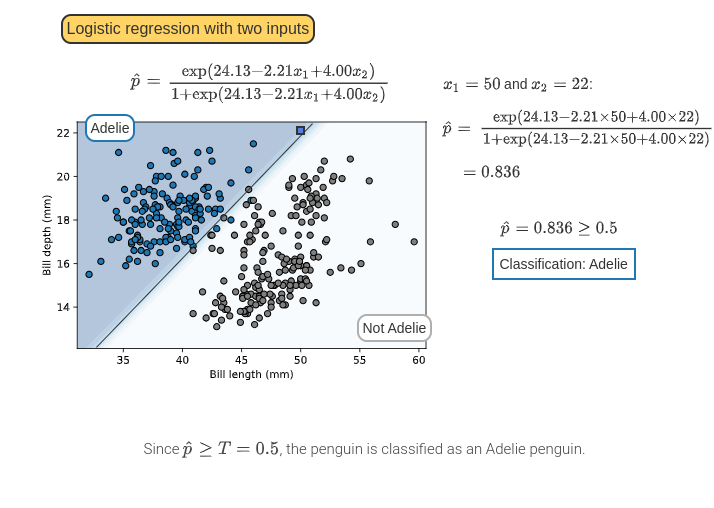 Logistic regression with two inputs
p̂ = exp(24.13−2.21x₁+4.00x₂) / 1+exp(24.13−2.21x₁+4.00x₂)
x₁ = 50 and x₂ = 22:
p̂ = exp(24.13−2.21×50+4.00×22) / 1+exp(24.13−2.21×50+4.00×22)
= 0.836
p̂ = 0.836 ≥ 0.5
Classification: Adelie
Adelie
Not Adelie
Bill depth (mm)
22
20
18
16
14
35 40 45 50 55 60
Bill length (mm)
Since p̂ ≥ T = 0.5, the penguin is classified as an Adelie penguin.